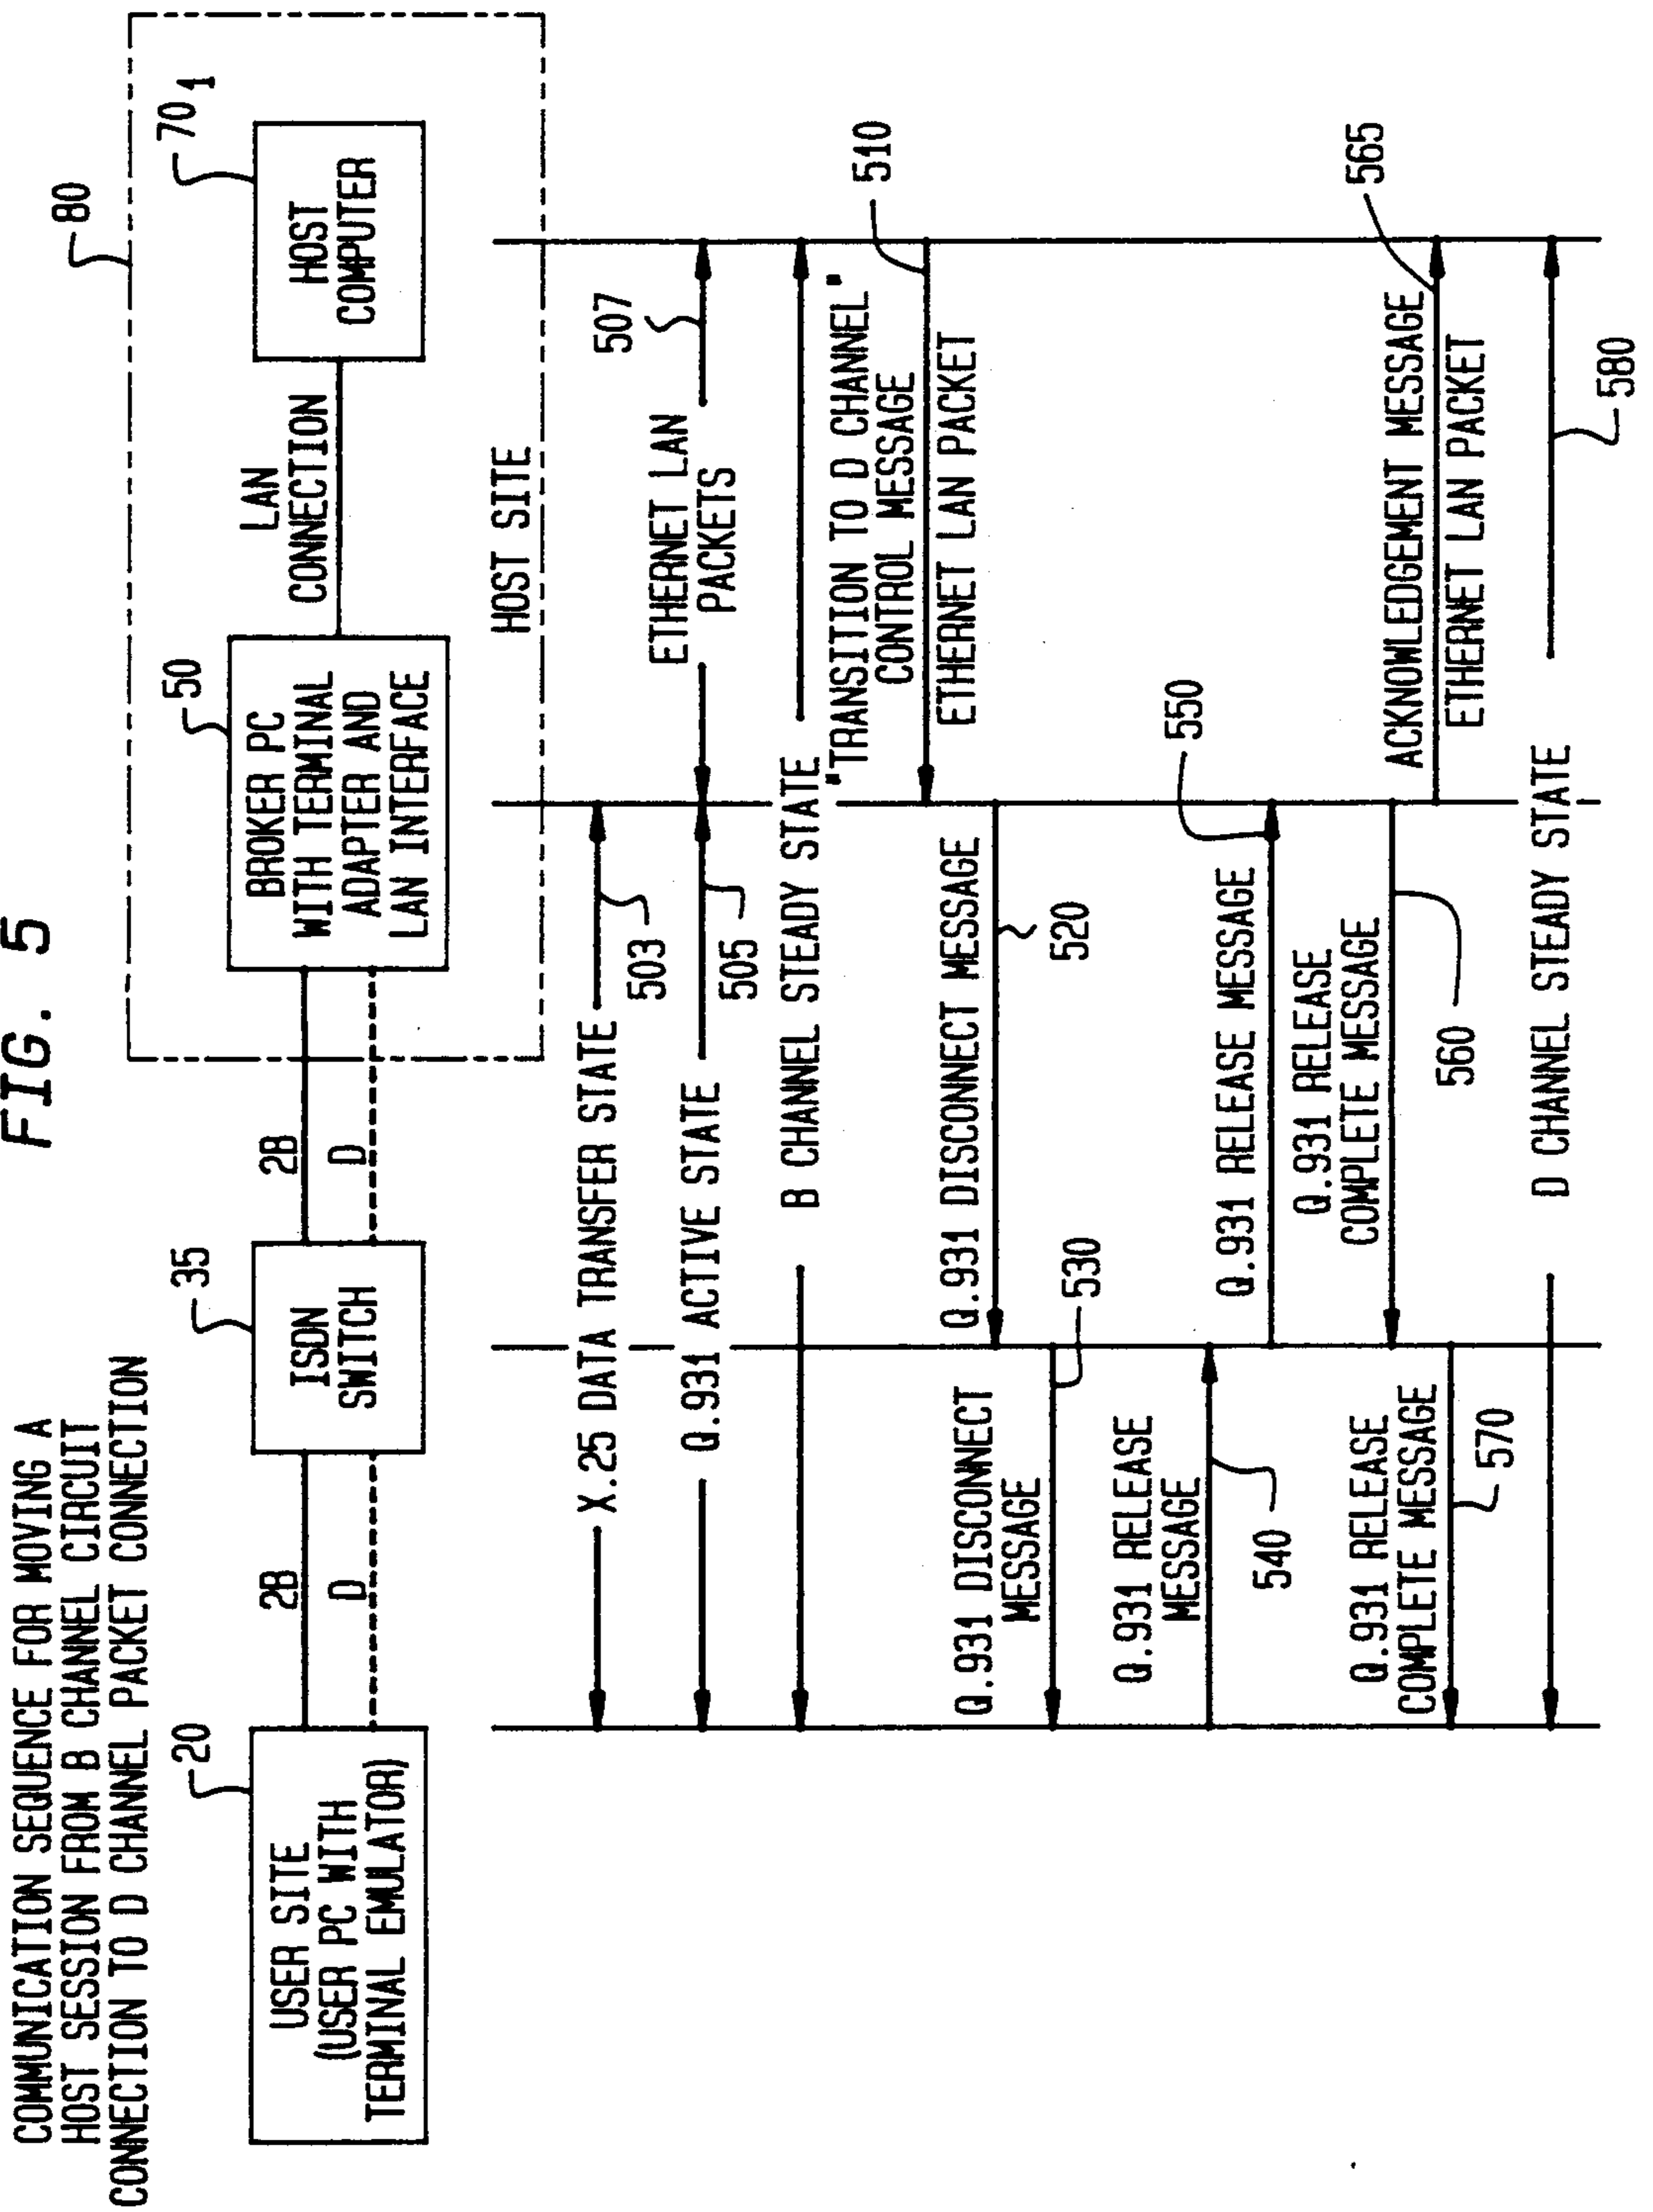 FIG. 5
COMMUNICATION SEQUENCE FOR MOVING A
HOST SESSION FROM B CHANNEL CIRCUIT
CONNECTION TO D CHANNEL PACKET CONNECTION
80
20
USER SITE
(USER PC WITH
TERMINAL EMULATOR)
2B
D
35
ISDN
SWITCH
2B
D
50
BROKER PC
WITH TERMINAL
ADAPTER AND
LAN INTERFACE
LAN
CONNECTION
70 1
HOST
COMPUTER
HOST SITE
X.25 DATA TRANSFER STATE
503
Q.931 ACTIVE STATE
505
ETHERNET LAN
PACKETS
507
B CHANNEL STEADY STATE
"TRANSITION TO D CHANNEL"
CONTROL MESSAGE
510
ETHERNET LAN PACKET
Q.931 DISCONNECT MESSAGE
520
Q.931 DISCONNECT
MESSAGE
530
Q.931 RELEASE
MESSAGE
540
Q.931 RELEASE MESSAGE
550
Q.931 RELEASE
COMPLETE MESSAGE
560
Q.931 RELEASE
COMPLETE MESSAGE
570
ACKNOWLEDGEMENT MESSAGE
565
ETHERNET LAN PACKET
D CHANNEL STEADY STATE
580